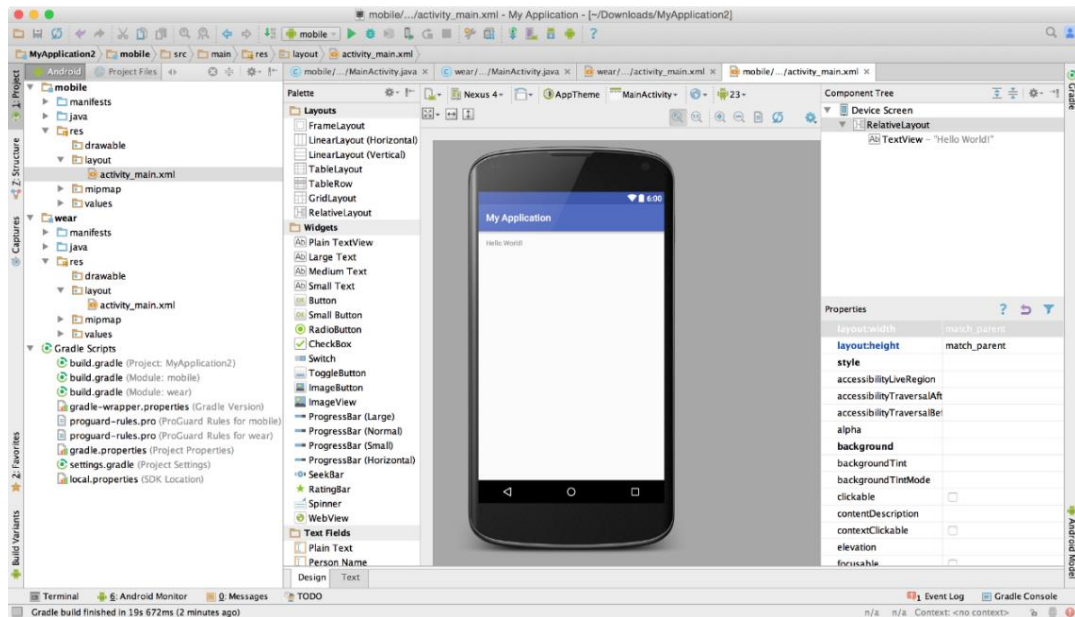 mobile/.../activity_main.xml - My Application - [~/Downloads/MyApplication2]
mobile
MyApplication2 mobile src main res layout activity_main.xml
Android Project Files
mobile/.../MainActivity.java × wear/.../MainActivity.java × wear/.../activity_main.xml × mobile/.../activity_main.xml ×
1: Project
Z: Structure
Captures
2: Favorites
Build Variants
mobile
manifests
java
res
drawable
layout
activity_main.xml
mipmap
values
wear
manifests
java
res
drawable
layout
activity_main.xml
mipmap
values
Gradle Scripts
build.gradle (Project: MyApplication2)
build.gradle (Module: mobile)
build.gradle (Module: wear)
gradle-wrapper.properties (Gradle Version)
proguard-rules.pro (ProGuard Rules for mobile)
proguard-rules.pro (ProGuard Rules for wear)
gradle.properties (Project Properties)
settings.gradle (Project Settings)
local.properties (SDK Location)
Palette
Layouts
FrameLayout
LinearLayout (Horizontal)
LinearLayout (Vertical)
TableLayout
TableRow
GridLayout
RelativeLayout
Widgets
Ab Plain TextView
Ab Large Text
Ab Medium Text
Ab Small Text
OK Button
OK Small Button
RadioButton
CheckBox
Switch
ToggleButton
ImageButton
ImageView
ProgressBar (Large)
ProgressBar (Normal)
ProgressBar (Small)
ProgressBar (Horizontal)
SeekBar
RatingBar
Spinner
WebView
Text Fields
Plain Text
Person Name
Design Text
Nexus 4 AppTheme MainActivity 23
6:00
My Application
Hello World!
Component Tree
Device Screen
RelativeLayout
Ab TextView - "Hello World!"
Properties ?
layout:width match_parent
layout:height match_parent
style
accessibilityLiveRegion
accessibilityTraversalAft
accessibilityTraversalBef
alpha
background
backgroundTint
backgroundTintMode
clickable
contentDescription
contextClickable
elevation
focusable
Gradle
Android Model
Terminal 6: Android Monitor 0: Messages TODO
1 Event Log Gradle Console
Gradle build finished in 19s 672ms (2 minutes ago)
n/a n/a Context: <no context>